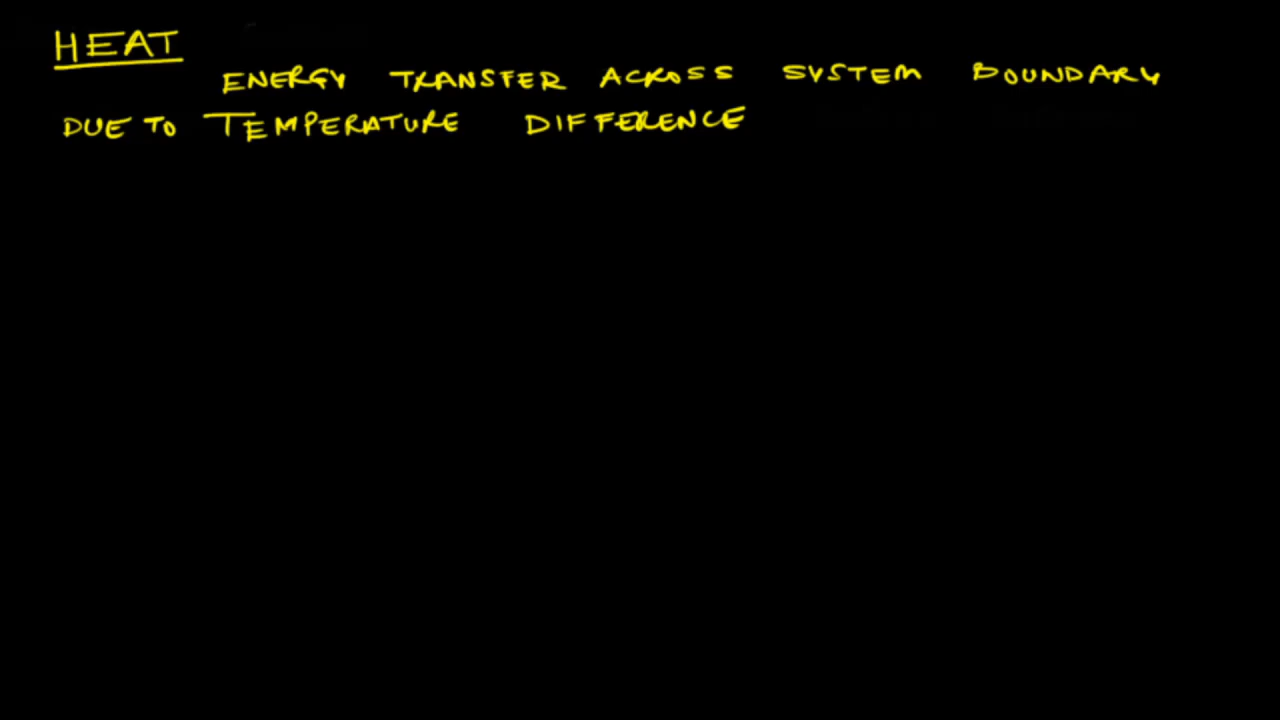 HEAT
ENERGY TRANSFER ACROSS SYSTEM BOUNDARY
DUE TO TEMPERATURE DIFFERENCE